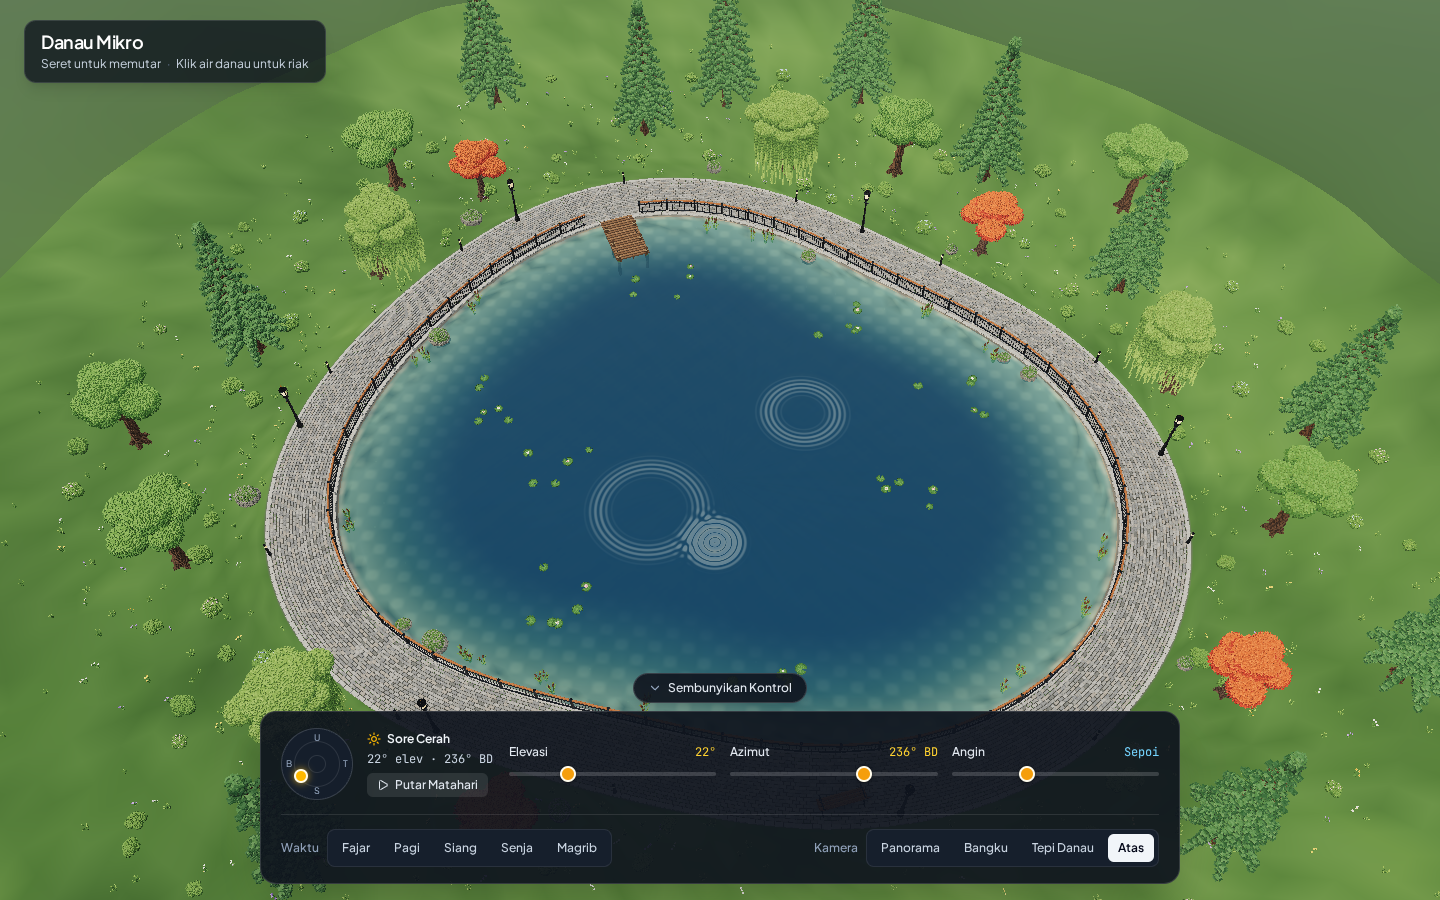 Danau Mikro
Seret untuk memutar · Klik air danau untuk riak
Sembunyikan Kontrol
U
B T
S
Sore Cerah
22° elev · 236° BD
Putar Matahari
Elevasi 22°
Azimut 236° BD
Angin Sepoi
Waktu Fajar Pagi Siang Senja Magrib
Kamera Panorama Bangku Tepi Danau Atas